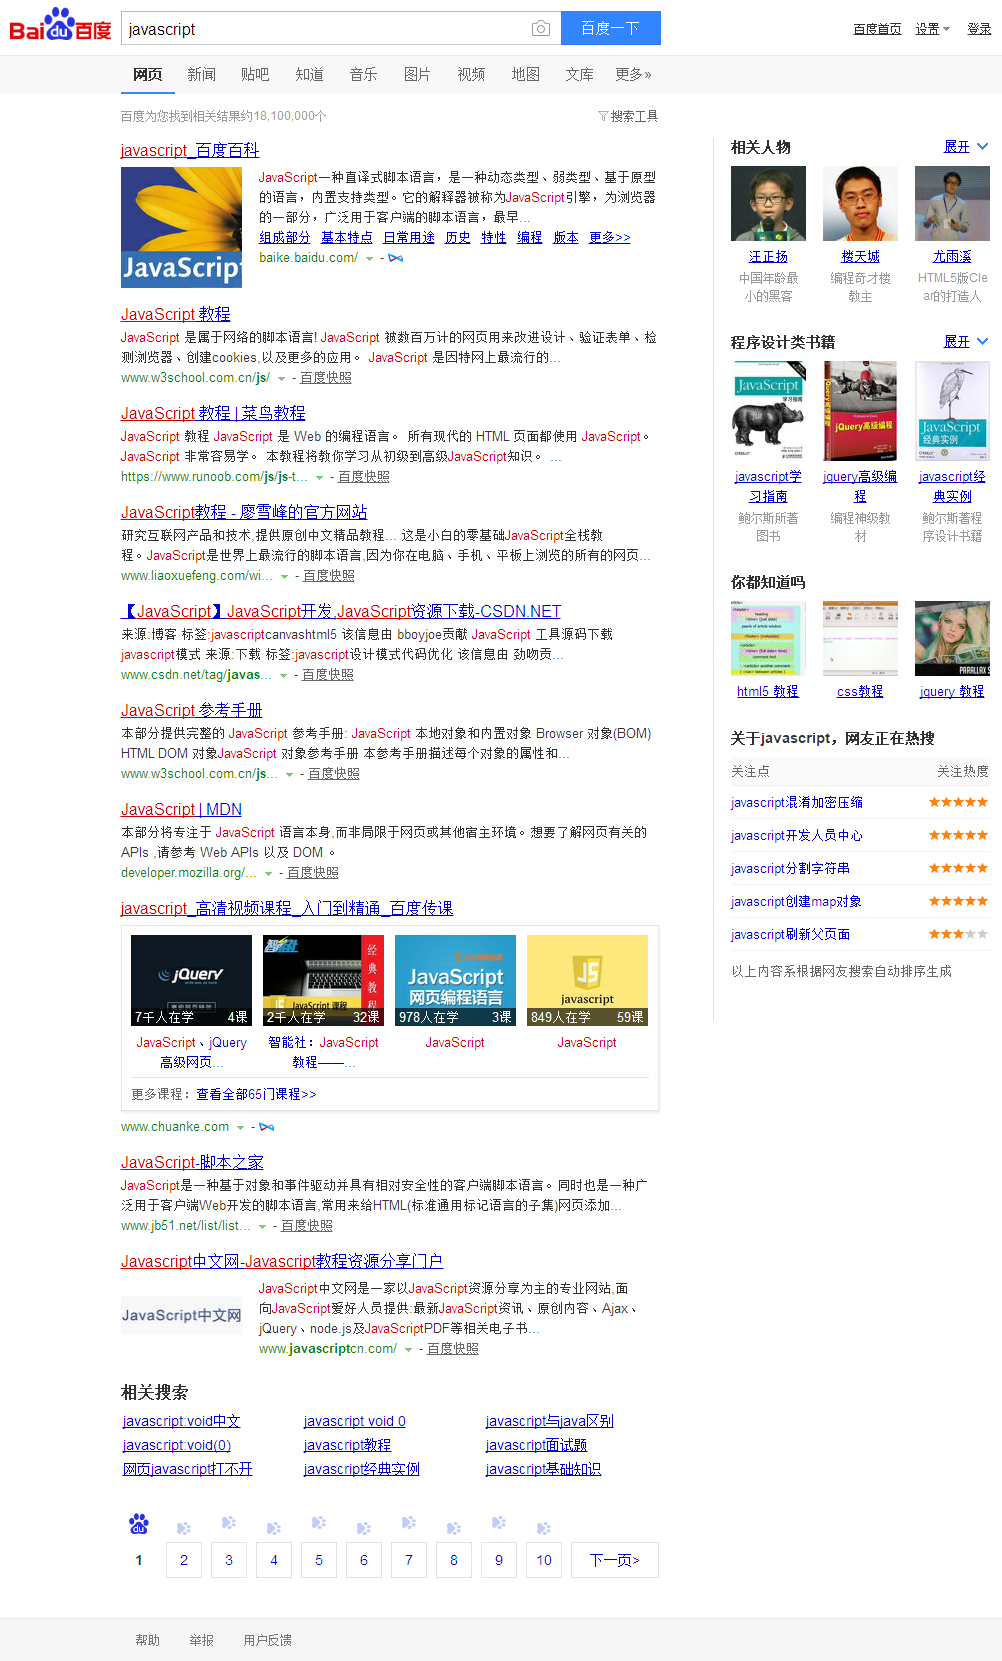 Bai du 百度
javascript
百度一下
百度首页 设置 登录
网页 新闻 贴吧 知道 音乐 图片 视频 地图 文库 更多»
百度为您找到相关结果约18,100,000个
搜索工具
javascript_百度百科
JavaScript
JavaScript一种直译式脚本语言，是一种动态类型、弱类型、基于原型
的语言，内置支持类型。它的解释器被称为JavaScript引擎，为浏览器
的一部分，广泛用于客户端的脚本语言，最早...
组成部分 基本特点 日常用途 历史 特性 编程 版本 更多>>
baike.baidu.com/ -
JavaScript 教程
JavaScript 是属于网络的脚本语言! JavaScript 被数百万计的网页用来改进设计、验证表单、检
测浏览器、创建cookies,以及更多的应用。 JavaScript 是因特网上最流行的...
www.w3school.com.cn/js/ - 百度快照
JavaScript 教程 | 菜鸟教程
JavaScript 教程 JavaScript 是 Web 的编程语言。 所有现代的 HTML 页面都使用 JavaScript。
JavaScript 非常容易学。 本教程将教你学习从初级到高级JavaScript知识。 ...
https://www.runoob.com/js/js-t... - 百度快照
JavaScript教程 - 廖雪峰的官方网站
研究互联网产品和技术,提供原创中文精品教程... 这是小白的零基础JavaScript全栈教
程。JavaScript是世界上最流行的脚本语言,因为你在电脑、手机、平板上浏览的所有的网页...
www.liaoxuefeng.com/wi... - 百度快照
【JavaScript】JavaScript开发,JavaScript资源下载-CSDN.NET
来源:博客 标签:javascriptcanvashtml5 该信息由 bboyjoe贡献 JavaScript 工具源码下载
javascript模式 来源:下载 标签:javascript设计模式代码优化 该信息由 劲吻贡...
www.csdn.net/tag/javas... - 百度快照
JavaScript 参考手册
本部分提供完整的 JavaScript 参考手册: JavaScript 本地对象和内置对象 Browser 对象(BOM)
HTML DOM 对象JavaScript 对象参考手册 本参考手册描述每个对象的属性和...
www.w3school.com.cn/js... - 百度快照
JavaScript | MDN
本部分将专注于 JavaScript 语言本身,而非局限于网页或其他宿主环境。想要了解网页有关的
APIs ,请参考 Web APIs 以及 DOM 。
developer.mozilla.org/... - 百度快照
javascript_高清视频课程_入门到精通_百度传课
jQuery
7千人在学 4课
经典教程
JavaScript 课程
2千人在学 32课
JavaScript
网页编程语言
978人在学 3课
JS
javascript
849人在学 59课
JavaScript、jQuery
高级网页...
智能社：JavaScript
教程——...
JavaScript
JavaScript
更多课程：查看全部65门课程>>
www.chuanke.com -
JavaScript-脚本之家
JavaScript是一种基于对象和事件驱动并具有相对安全性的客户端脚本语言。同时也是一种广
泛用于客户端Web开发的脚本语言,常用来给HTML(标准通用标记语言的子集)网页添加...
www.jb51.net/list/list... - 百度快照
Javascript中文网-Javascript教程资源分享门户
JavaScript中文网
JavaScript中文网是一家以JavaScript资源分享为主的专业网站,面
向JavaScript爱好人员提供:最新JavaScript资讯、原创内容、Ajax、
jQuery、node.js及JavaScriptPDF等相关电子书...
www.javascriptcn.com/ - 百度快照
相关搜索
javascript:void中文 javascript void 0 javascript与java区别
javascript:void(0) javascript教程 javascript面试题
网页javascript打不开 javascript经典实例 javascript基础知识
du
1 2 3 4 5 6 7 8 9 10 下一页>
帮助 举报 用户反馈
相关人物 展开
汪正扬 楼天城 尤雨溪
中国年龄最
小的黑客
编程奇才楼
教主
HTML5版Cle
ar的打造人
程序设计类书籍 展开
JavaScript
学习指南
jQuery高级编程
JavaScript
经典实例
javascript学
习指南
jquery高级编
程
javascript经
典实例
鲍尔斯所著
图书
编程神级教
材
鲍尔斯著程
序设计书籍
你都知道吗
PARALLAX S
html5 教程 css教程 jquery 教程
关于javascript，网友正在热搜
关注点 关注热度
javascript混淆加密压缩
javascript开发人员中心
javascript分割字符串
javascript创建map对象
javascript刷新父页面
以上内容系根据网友搜索自动排序生成